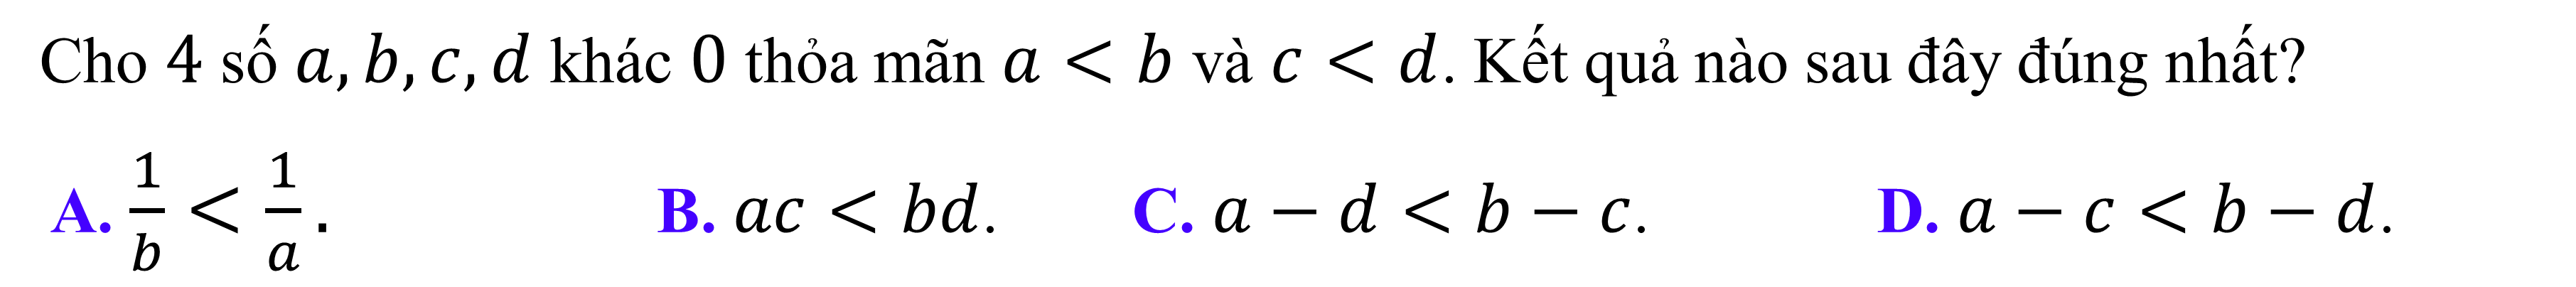 Cho 4 số a, b, c, d khác 0 thỏa mãn a < b và c < d. Kết quả nào sau đây đúng nhất?
A. 1/b < 1/a. B. ac < bd. C. a − d < b − c. D. a − c < b − d.